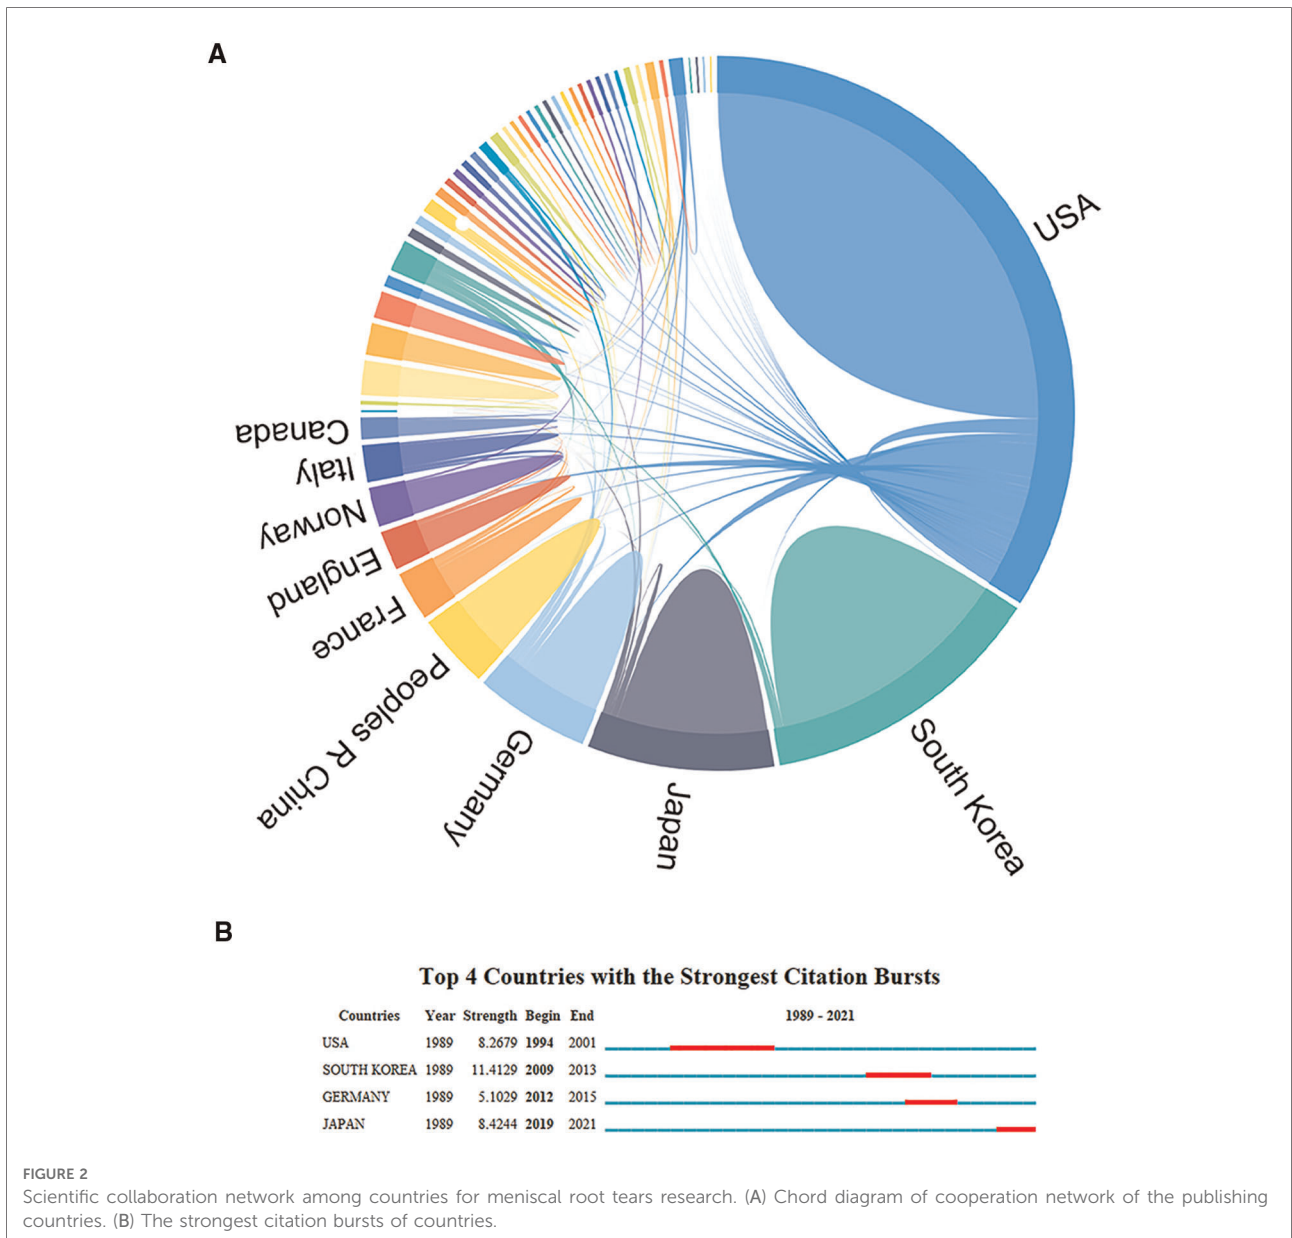 A
USA
South Korea
Japan
Germany
Peoples R China
France
England
Norway
Italy
Canada
B
Top 4 Countries with the Strongest Citation Bursts
Countries Year Strength Begin End 1989 - 2021
USA 1989 8.2679 1994 2001
SOUTH KOREA 1989 11.4129 2009 2013
GERMANY 1989 5.1029 2012 2015
JAPAN 1989 8.4244 2019 2021
FIGURE 2
Scientific collaboration network among countries for meniscal root tears research. (A) Chord diagram of cooperation network of the publishing
countries. (B) The strongest citation bursts of countries.